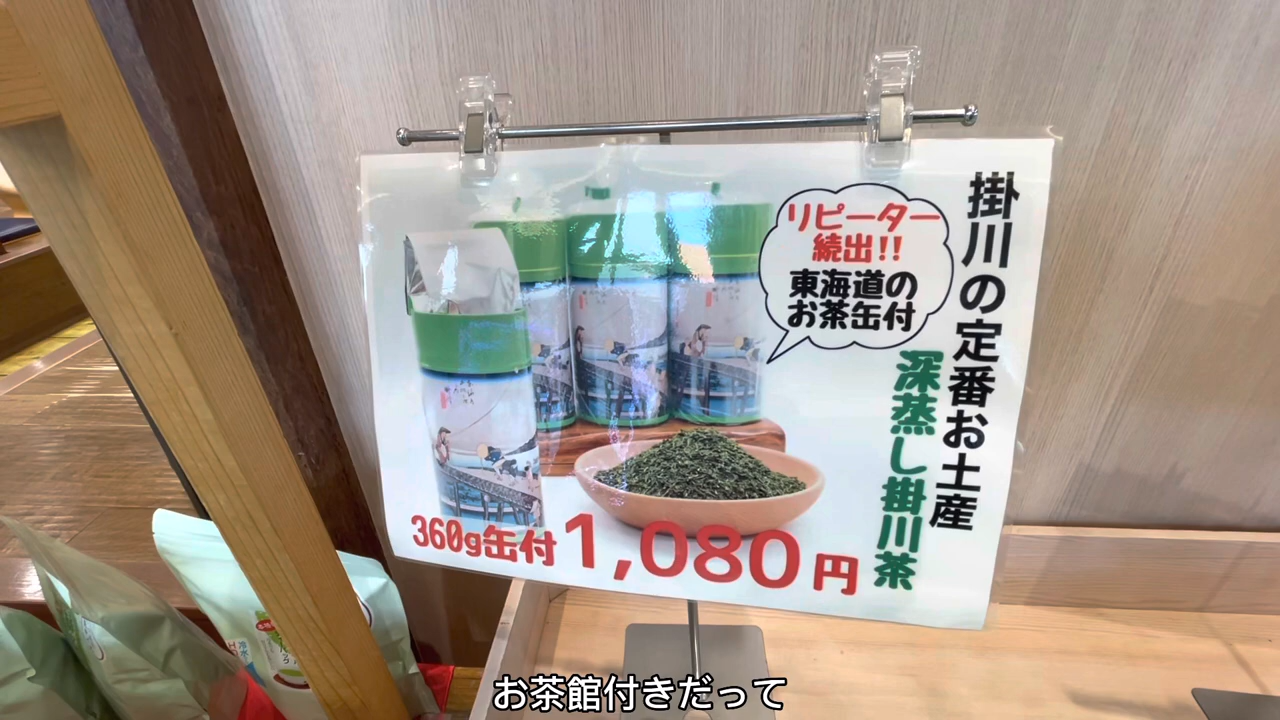 掛川の定番お土産
深蒸し掛川茶
リピーター
続出!!
東海道の
お茶缶付
360g缶付1,080円
お茶館付きだって